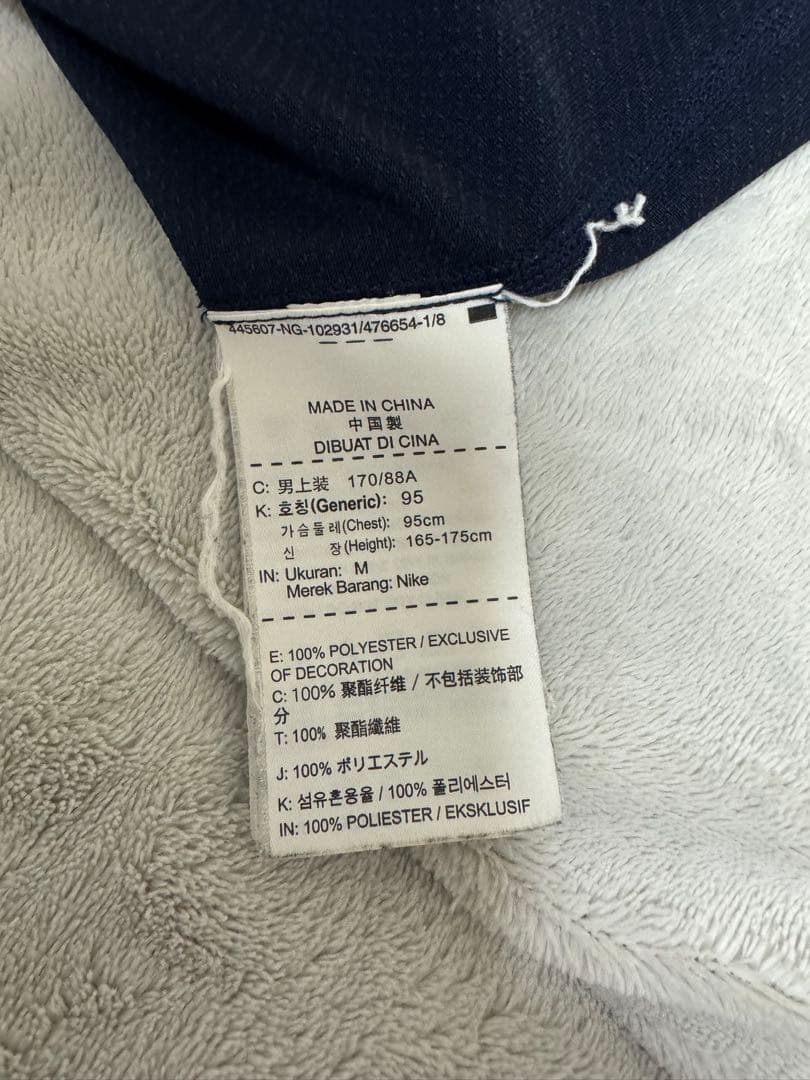 445607-NG-102931/476654-1/8
MADE IN CHINA
中国製
DIBUAT DI CINA
C: 男上装 170/88A
K: 호칭(Generic): 95
가슴둘레(Chest): 95cm
신 장(Height): 165-175cm
IN: Ukuran: M
Merek Barang: Nike
E: 100% POLYESTER / EXCLUSIVE
OF DECORATION
C: 100% 聚酯纤维 / 不包括装饰部
分
T: 100% 聚酯纖維
J: 100% ポリエステル
K: 섬유혼용율 / 100% 폴리에스터
IN: 100% POLIESTER / EKSKLUSIF